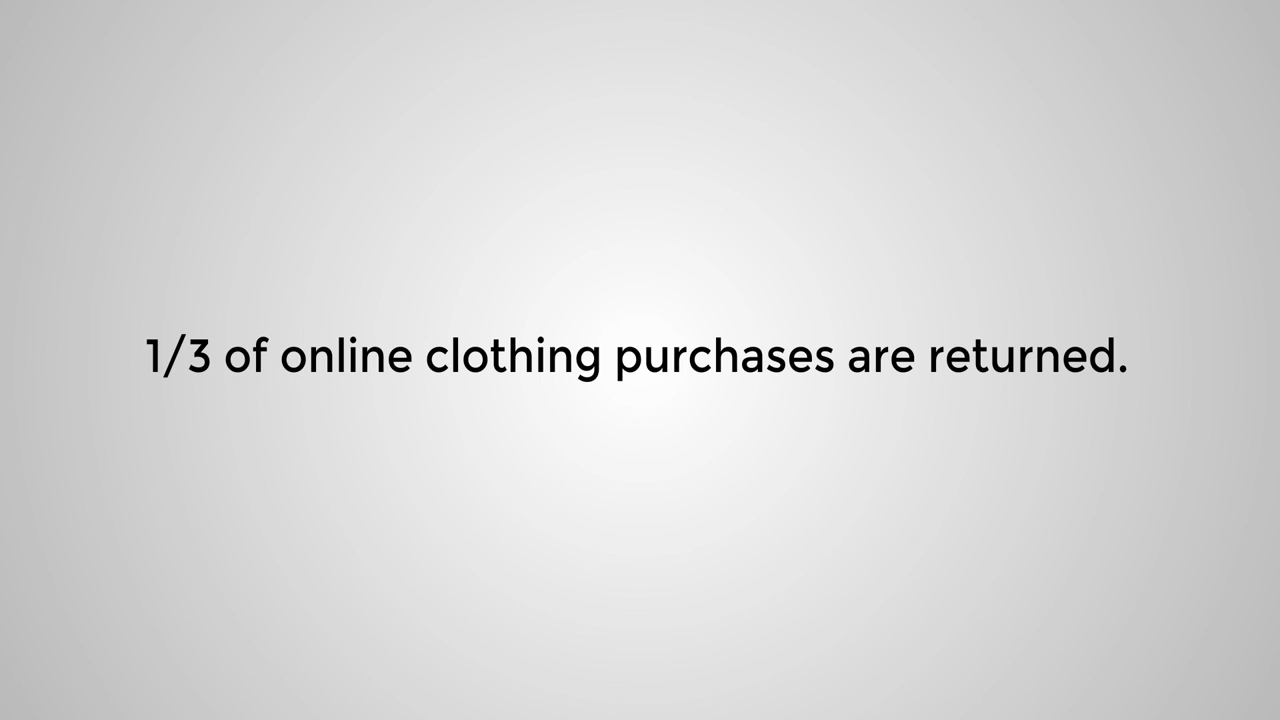 1/3 of online clothing purchases are returned.